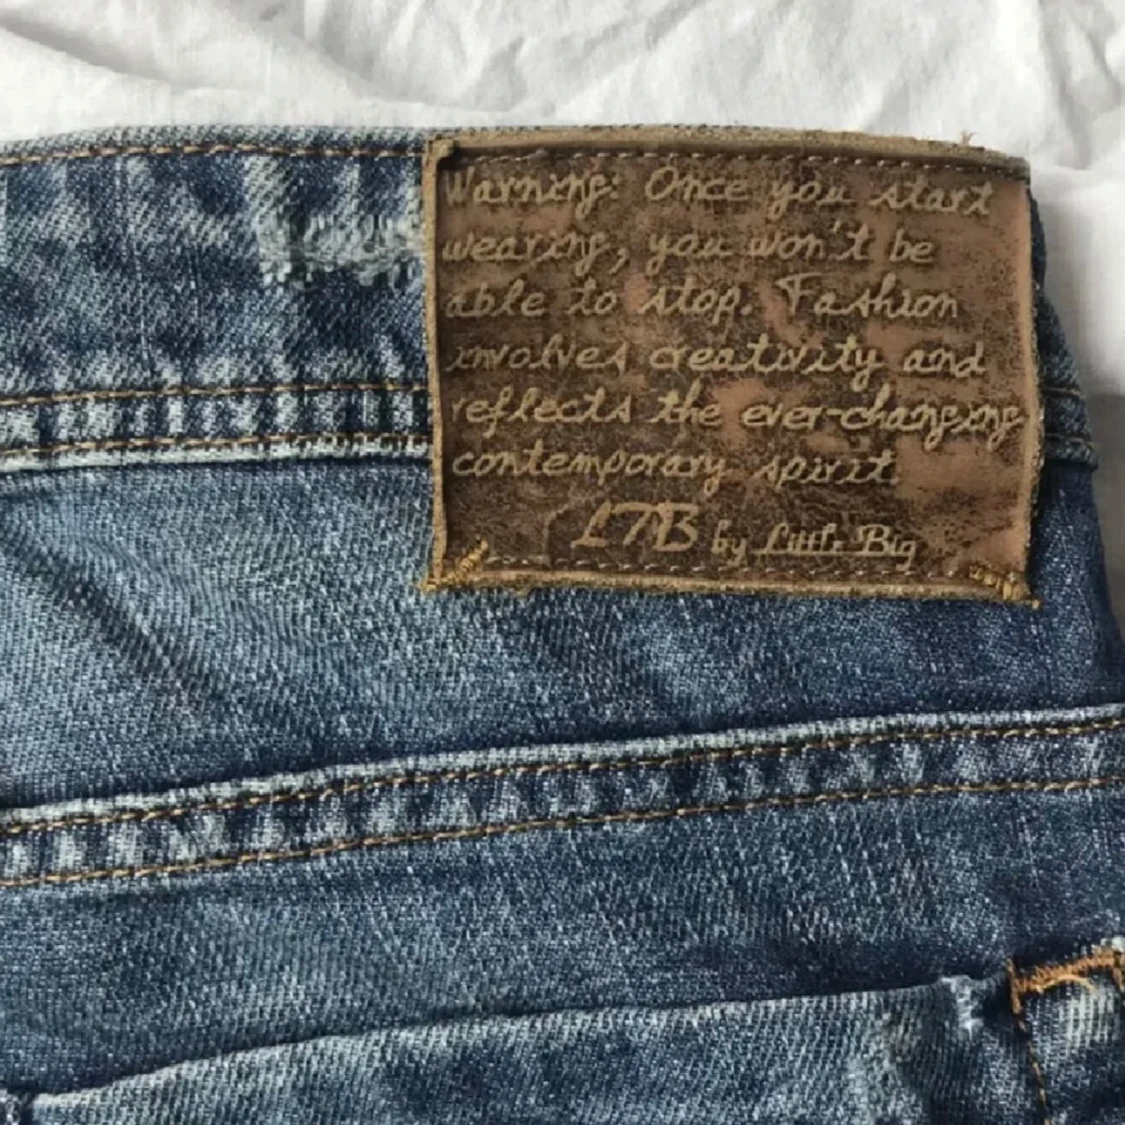 Warning: Once you start
wearing, you won't be
able to stop. Fashion
involves creativity and
reflects the ever-changing
contemporary spirit.
LTB by Little Big